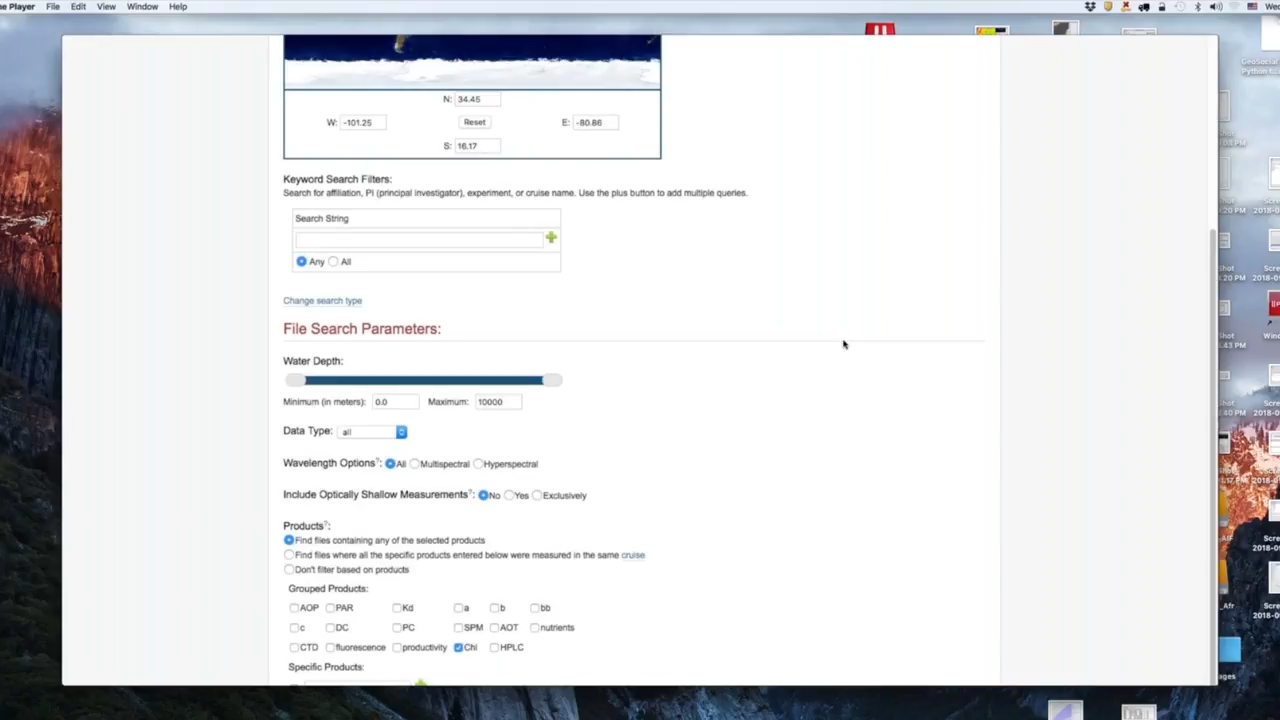 ne Player File Edit View Window Help
N: 34.45
W: -101.25 Reset E: -80.86
S: 16.17
Keyword Search Filters:
Search for affiliation, PI (principal investigator), experiment, or cruise name. Use the plus button to add multiple queries.
Search String
Any All
Change search type
File Search Parameters:
Water Depth:
Minimum (in meters): 0.0 Maximum: 10000
Data Type: all
Wavelength Options?: All Multispectral Hyperspectral
Include Optically Shallow Measurements?: No Yes Exclusively
Products?:
Find files containing any of the selected products
Find files where all the specific products entered below were measured in the same cruise
Don't filter based on products
Grouped Products:
AOP PAR Kd a b bb
c DC PC SPM AOT nutrients
CTD fluorescence productivity Chl HPLC
Specific Products:
Wed
GeoSocial
Python t...